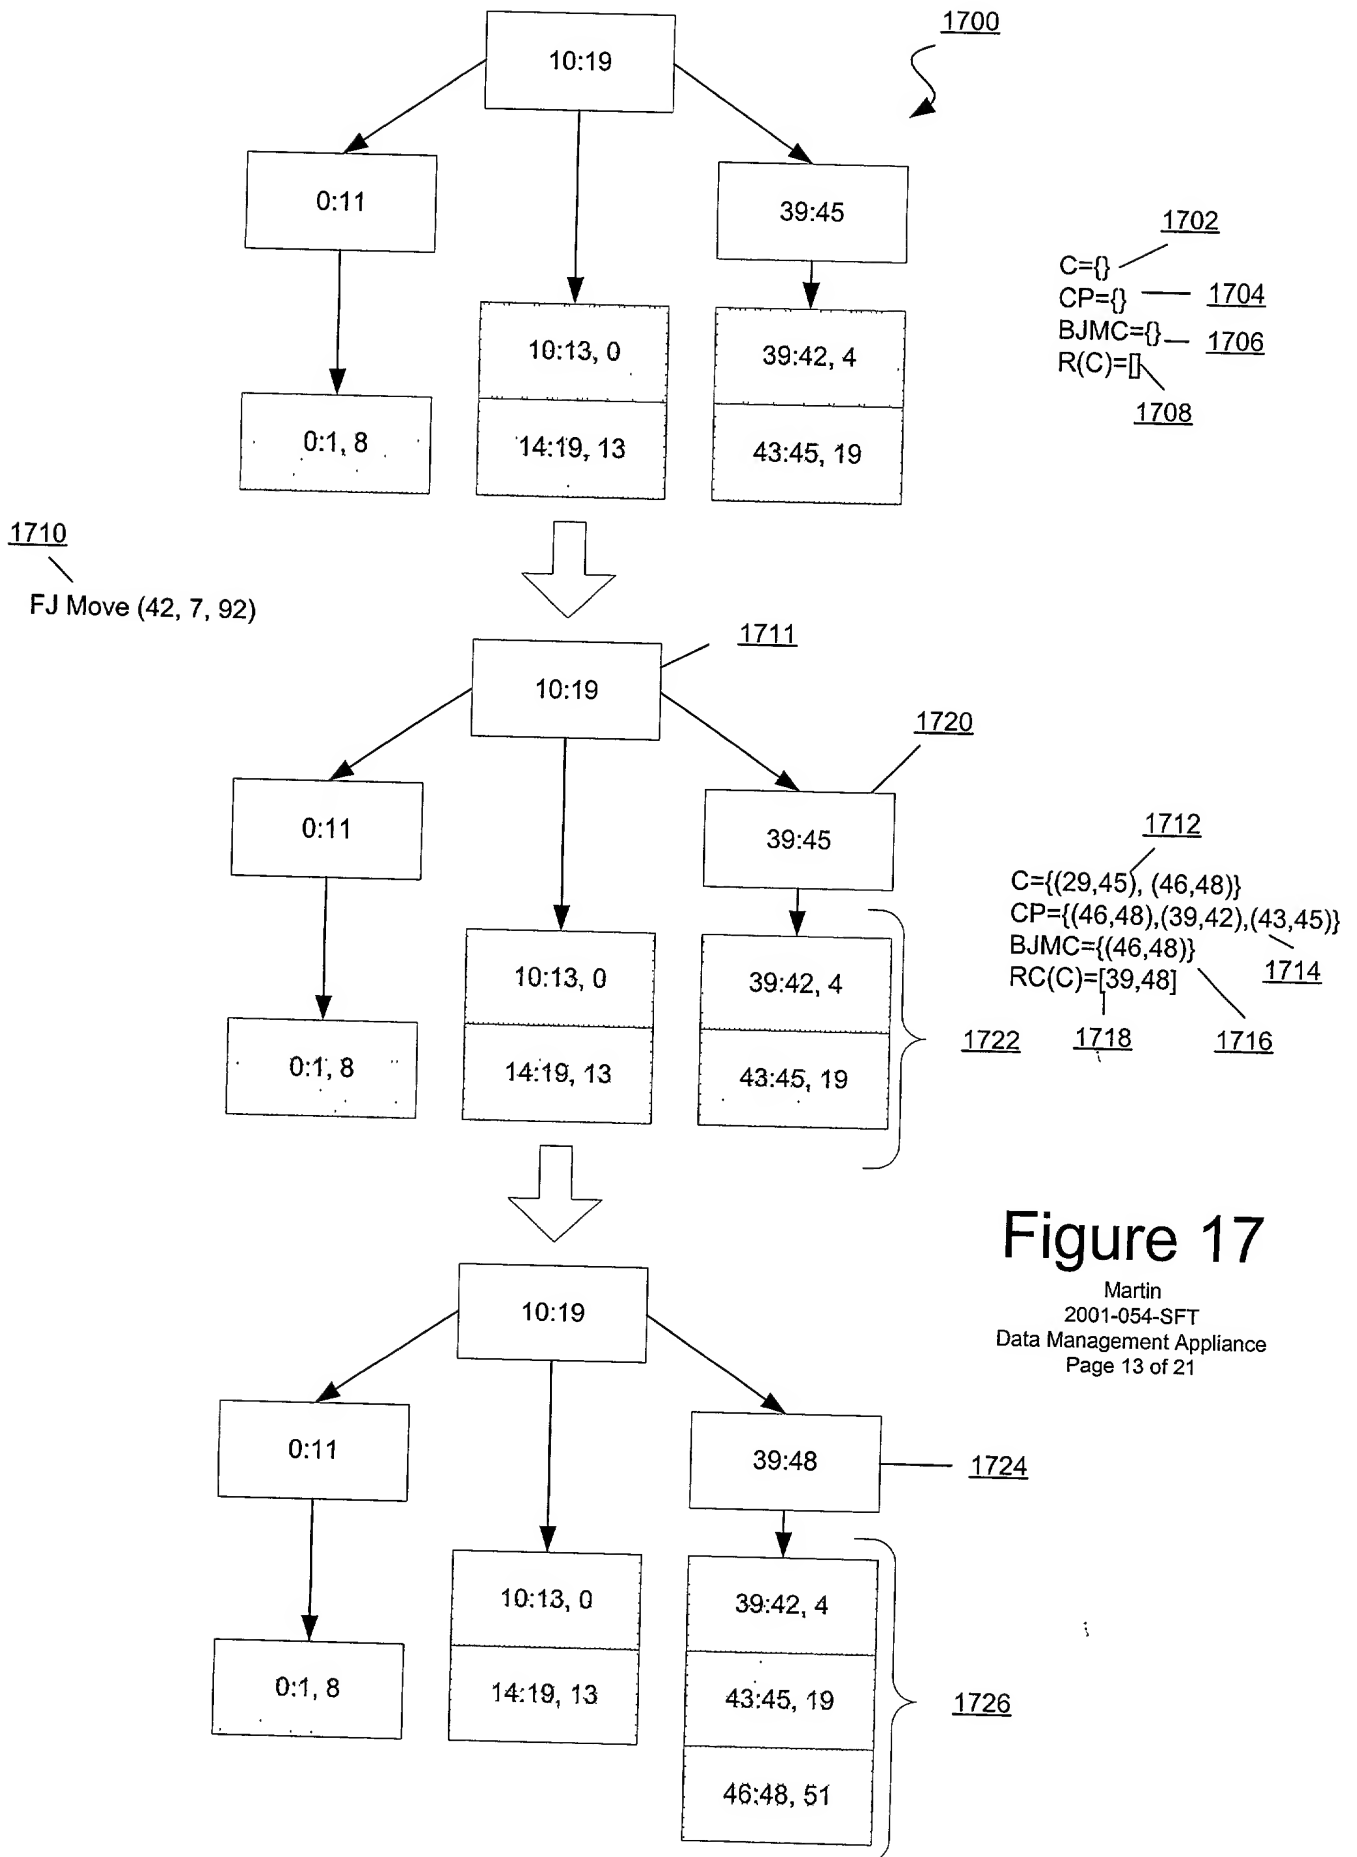 1700
10:19
0:11
39:45
1702
C={}
CP={}
1704
BJMC={}
1706
R(C)=[]
1708
10:13, 0
39:42, 4
0:1, 8
14:19, 13
43:45, 19
1710
FJ Move (42, 7, 92)
1711
10:19
1720
0:11
39:45
1712
C={(29,45), (46,48)}
CP={(46,48),(39,42),(43,45)}
BJMC={(46,48)}
1714
RC(C)=[39,48]
10:13, 0
39:42, 4
1722
1718
1716
0:1, 8
14:19, 13
43:45, 19
Figure 17
Martin
2001-054-SFT
Data Management Appliance
Page 13 of 21
10:19
0:11
39:48
1724
10:13, 0
39:42, 4
0:1, 8
14:19, 13
43:45, 19
1726
46:48, 51